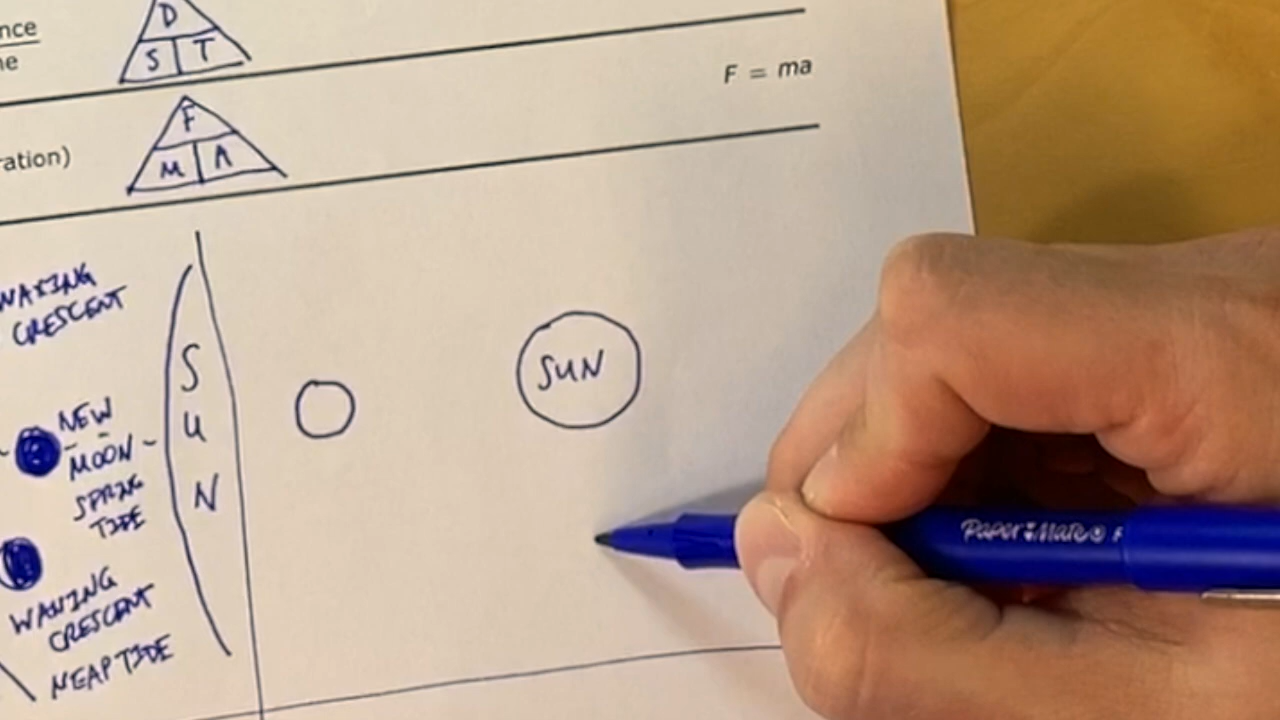 nce
D
ne
S T
F = ma
F
ration)
M A
WAXING
CRESCENT
S
U
N
SUN
NEW
MOON
SPRING
TIDE
WANING
CRESCENT
NEAP TIDE
Paper Mate